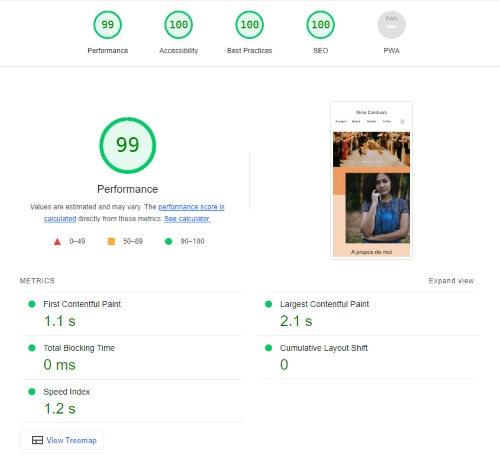 99 100 100 100 PWA
Performance Accessibility Best Practices SEO PWA
Nina Carducci
99
Performance
Values are estimated and may vary. The performance score is
calculated directly from these metrics. See calculator.
0–49 50–89 90–100
A propos de moi
METRICS
Expand view
First Contentful Paint
1.1 s
Largest Contentful Paint
2.1 s
Total Blocking Time
0 ms
Cumulative Layout Shift
0
Speed Index
1.2 s
View Treemap